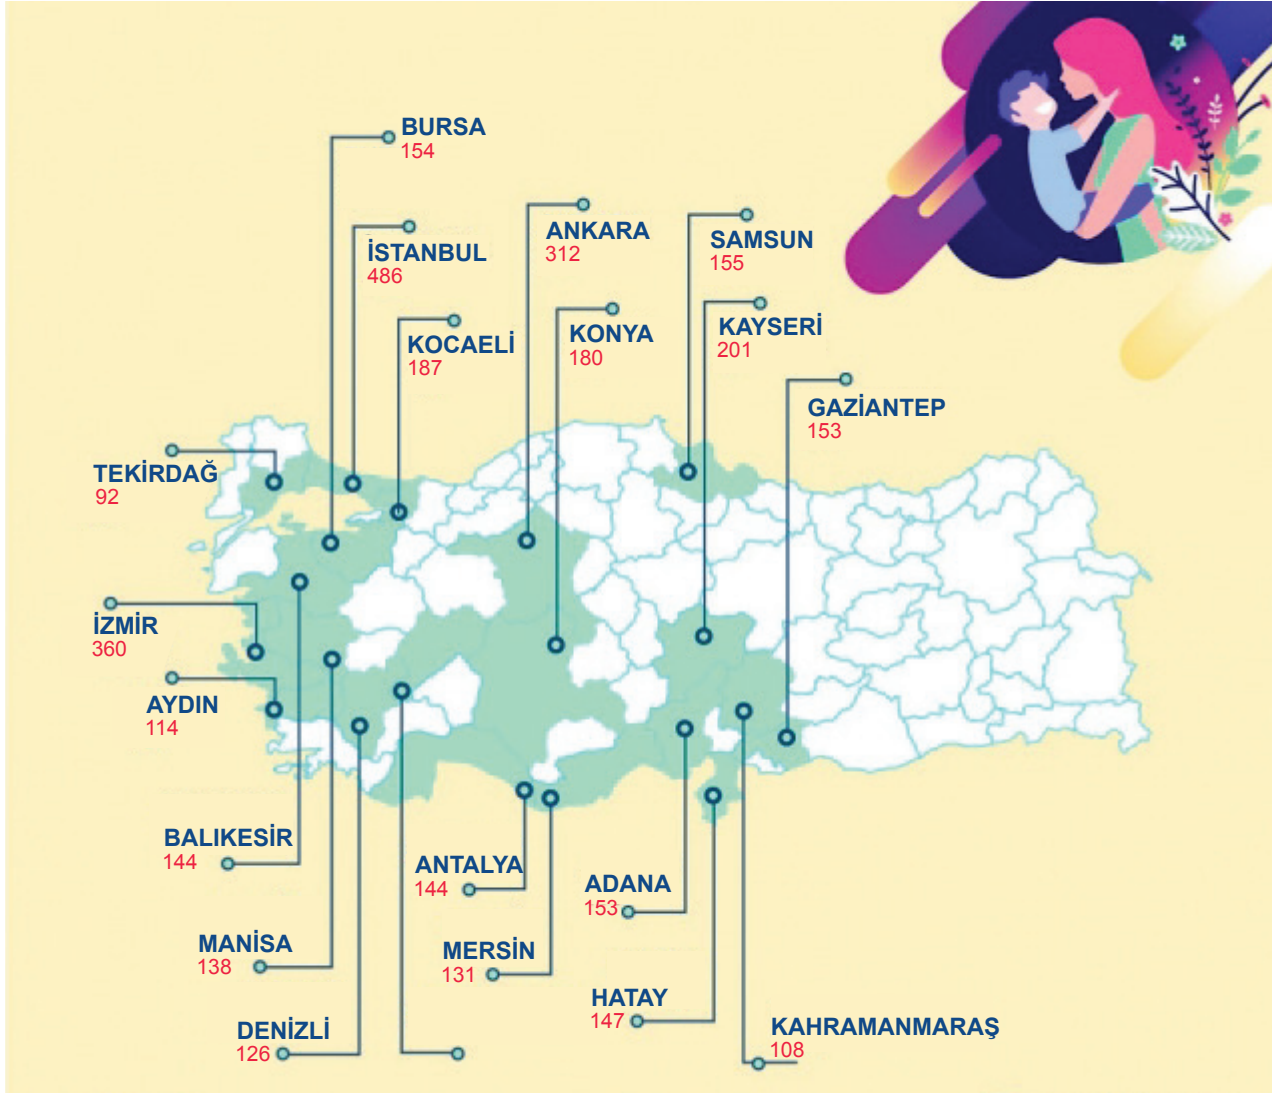 BURSA
154
İSTANBUL
486
ANKARA
312
SAMSUN
155
KOCAELİ
187
KONYA
180
KAYSERİ
201
GAZİANTEP
153
TEKİRDAĞ
92
İZMİR
360
AYDIN
114
BALIKESİR
144
ANTALYA
144
ADANA
153
MANİSA
138
MERSİN
131
HATAY
147
DENİZLİ
126
KAHRAMANMARAŞ
108